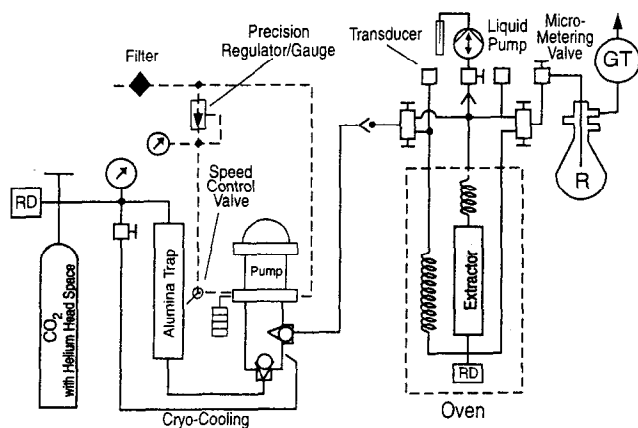 Filter
Precision
Regulator/Gauge
Transducer
Liquid
Pump
Micro-
Metering
Valve
GT
R
RD
Speed
Control
Valve
Pump
Alumina Trap
CO2
with Helium Head Space
Cryo-Cooling
Extractor
RD
Oven